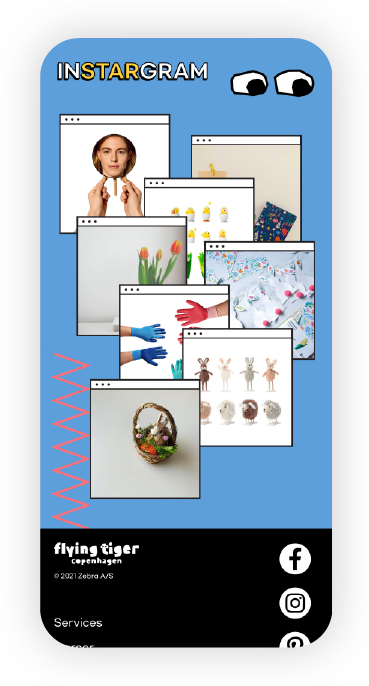 INSTARGRAM
flying tiger
copenhagen
© 2021 Zebra A/S
Services